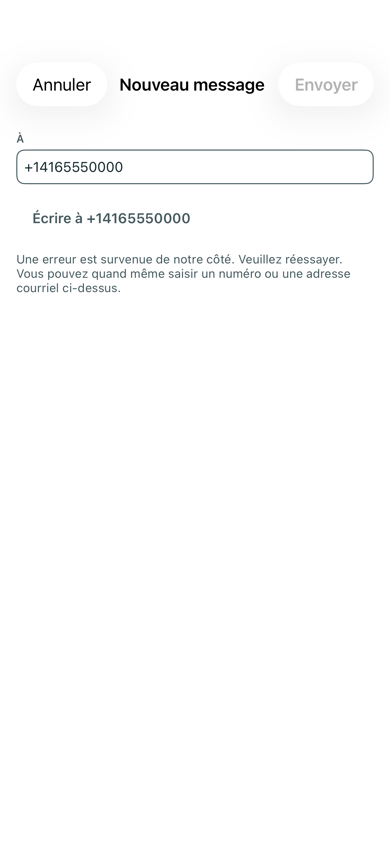 Annuler Nouveau message Envoyer
À
+14165550000
Écrire à +14165550000
Une erreur est survenue de notre côté. Veuillez réessayer.
Vous pouvez quand même saisir un numéro ou une adresse
courriel ci-dessus.